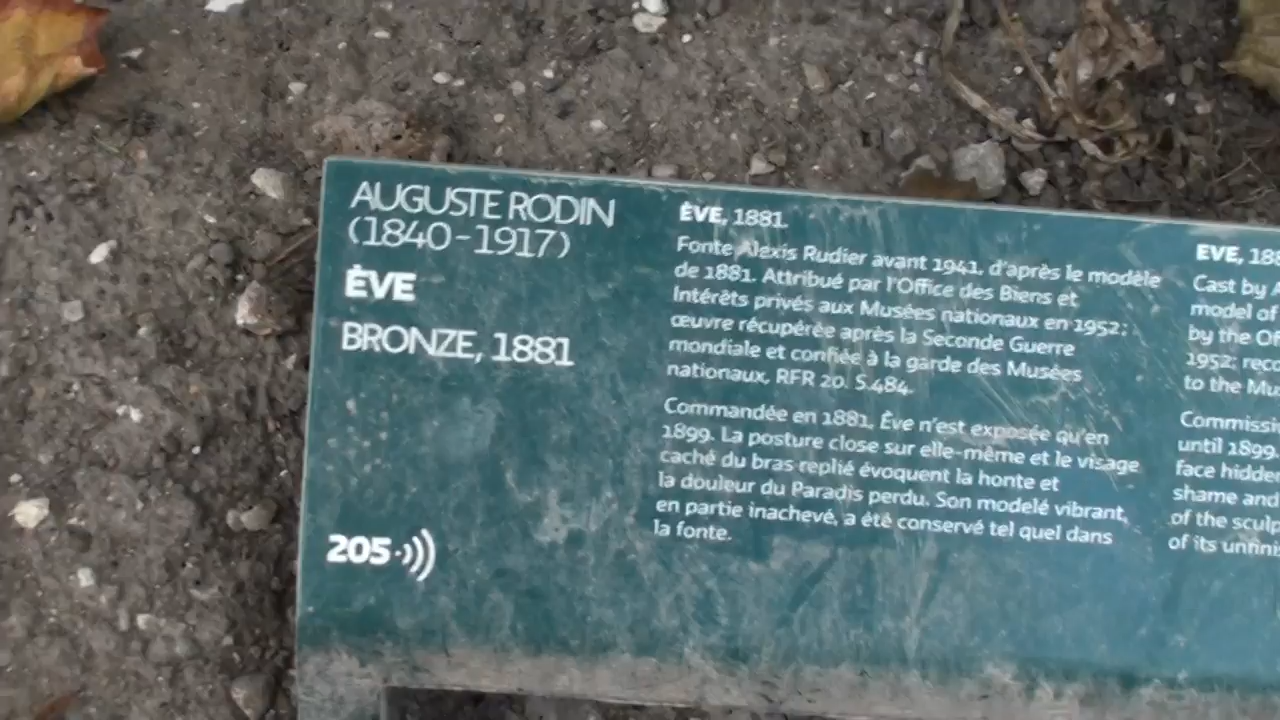 AUGUSTE RODIN
(1840-1917)
ÈVE
BRONZE, 1881
205
ÈVE, 1881.
Fonte Alexis Rudier avant 1941, d'après le modèle
de 1881. Attribué par l'Office des Biens et
Intérêts privés aux Musées nationaux en 1952;
œuvre récupérée après la Seconde Guerre
mondiale et confiée à la garde des Musées
nationaux, RFR 20. S.484.
Commandée en 1881, Ève n'est exposée qu'en
1899. La posture close sur elle-même et le visage
caché du bras replié évoquent la honte et
la douleur du Paradis perdu. Son modelé vibrant,
en partie inachevé, a été conservé tel quel dans
la fonte.
EVE, 188
Cast by A
model of
by the Of
1952; reco
to the Mu
Commissi
until 1899.
face hidde
shame and
of the sculp
of its unfinis